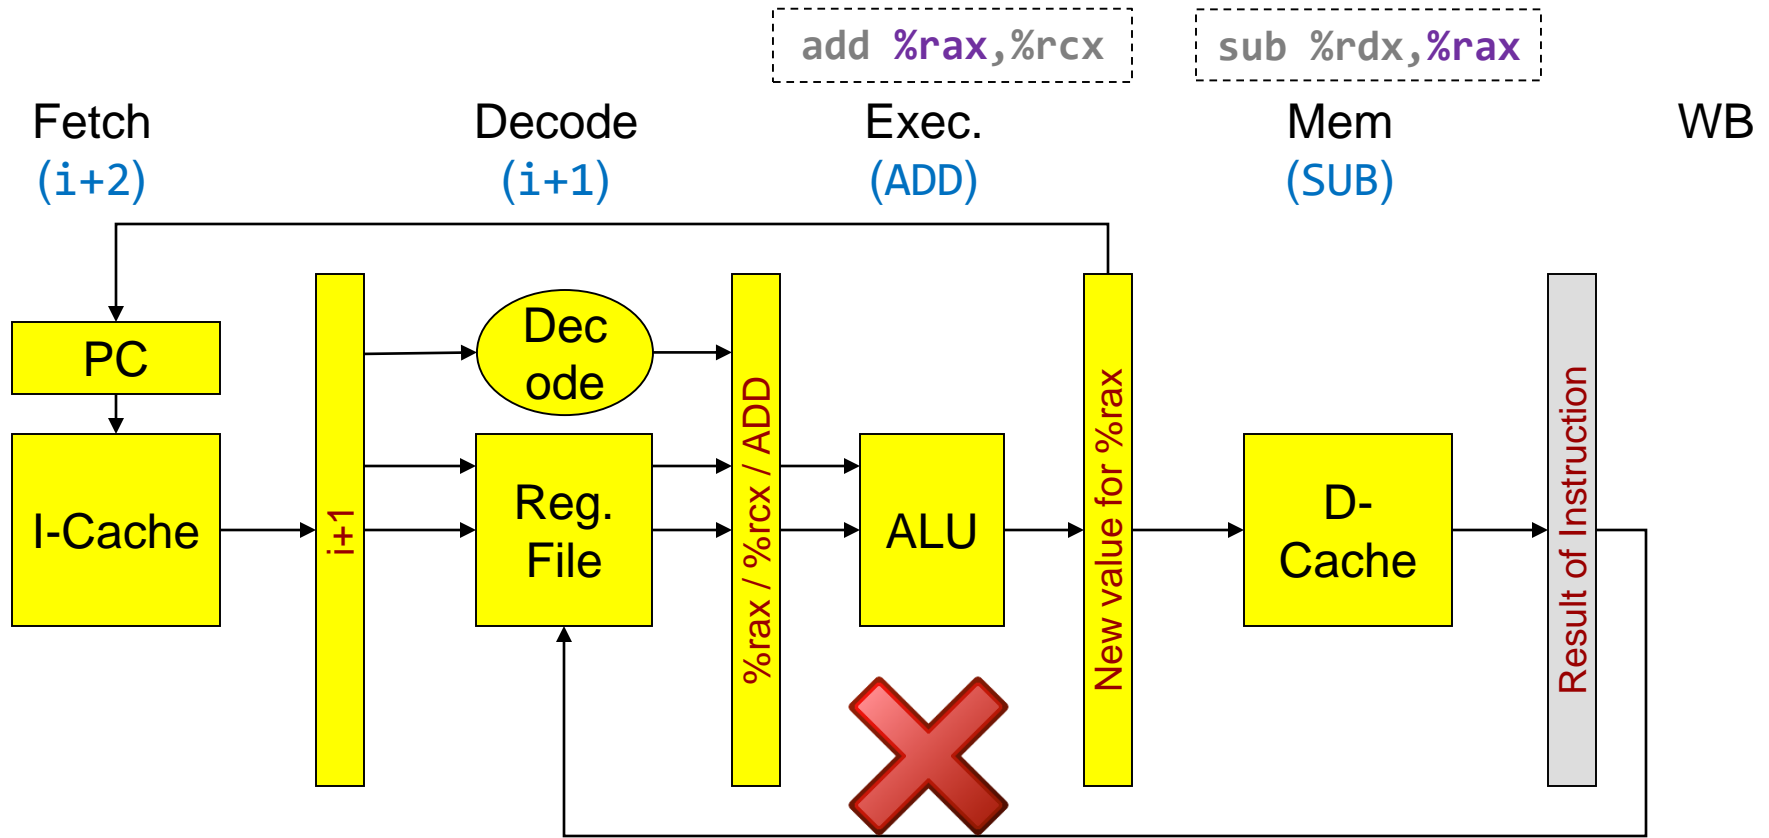 add %rax,%rcx
sub %rdx,%rax
Fetch
Decode
Exec.
Mem
WB
(i+2)
(i+1)
(ADD)
(SUB)
PC
I-Cache
i+1
Dec
ode
Reg.
File
%rax / %rcx / ADD
ALU
New value for %rax
D-
Cache
Result of Instruction